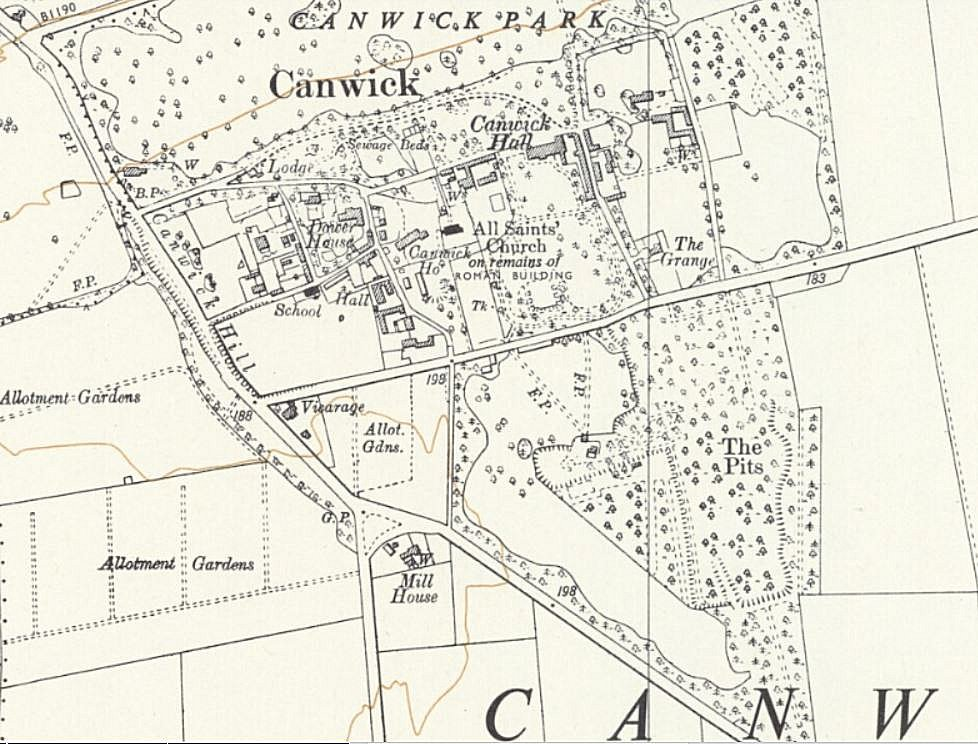 B1190
CANWICK PARK
Canwick
F.P.
W
Lodge
Sewage Beds
Canwick
Hall
W
B.P.
W
Canwick Hill
Dower
House
All Saints'
Church
on remains of
ROMAN BUILDING
Canwick
Ho.
The
Grange
183
F.P.
School
Hall
Tk
Allotment Gardens
199
188
Vicarage
F.P.
F.P.
Allot.
Gdns.
The
Pits
G.P.
Allotment Gardens
W
Mill
House
198
CANW